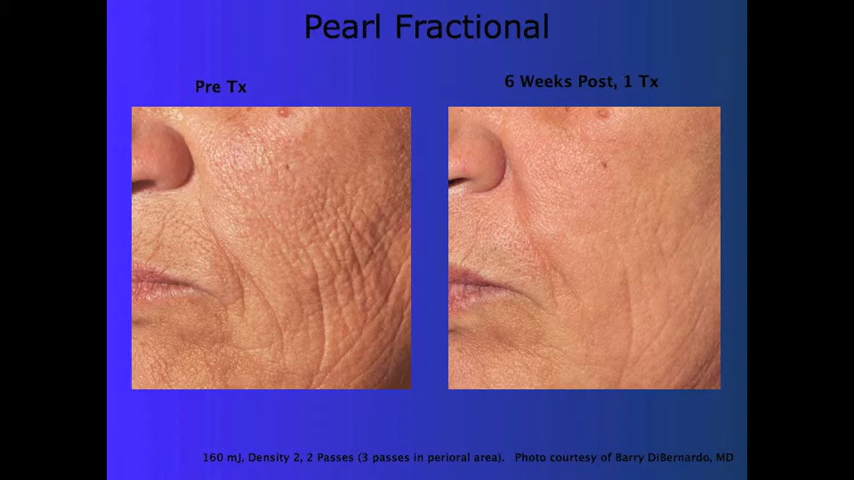 Pearl Fractional
Pre Tx
6 Weeks Post, 1 Tx
160 mJ, Density 2, 2 Passes (3 passes in perioral area).   Photo courtesy of Barry DiBernardo, MD